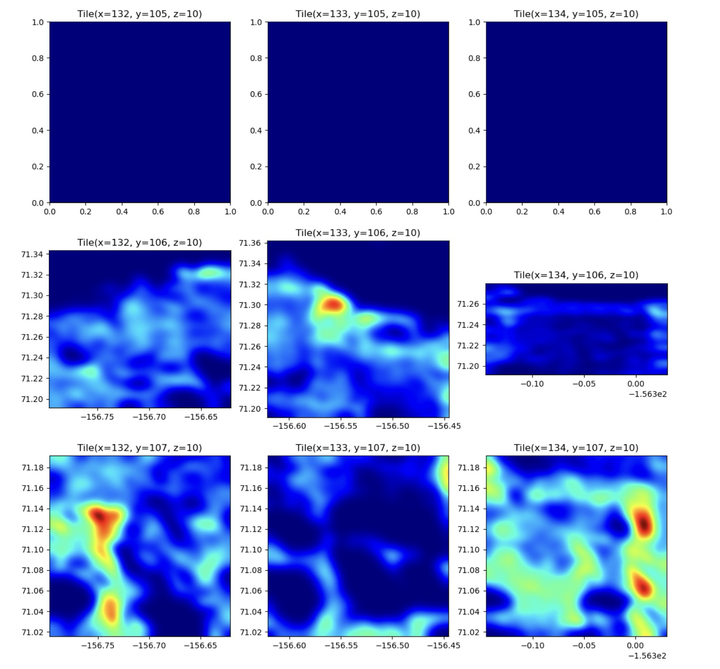 Tile(x=132, y=105, z=10) Tile(x=133, y=105, z=10) Tile(x=134, y=105, z=10)
1.0 1.0 1.0
0.8 0.8 0.8
0.6 0.6 0.6
0.4 0.4 0.4
0.2 0.2 0.2
0.0 0.0 0.0
0.0 0.2 0.4 0.6 0.8 1.0 0.0 0.2 0.4 0.6 0.8 1.0 0.0 0.2 0.4 0.6 0.8 1.0
Tile(x=132, y=106, z=10)
71.34
71.32
71.30
71.28
71.26
71.24
71.22
71.20
−156.75 −156.70 −156.65
Tile(x=133, y=106, z=10)
71.36
71.34
71.32
71.30
71.28
71.26
71.24
71.22
71.20
−156.60 −156.55 −156.50 −156.45
Tile(x=134, y=106, z=10)
71.26
71.24
71.22
71.20
−0.10 −0.05 0.00
−1.563e2
Tile(x=132, y=107, z=10) Tile(x=133, y=107, z=10) Tile(x=134, y=107, z=10)
71.18 71.18 71.18
71.16 71.16 71.16
71.14 71.14 71.14
71.12 71.12 71.12
71.10 71.10 71.10
71.08 71.08 71.08
71.06 71.06 71.06
71.04 71.04 71.04
71.02 71.02 71.02
−156.75 −156.70 −156.65 −156.60 −156.55 −156.50 −156.45 −0.10 −0.05 0.00
−1.563e2